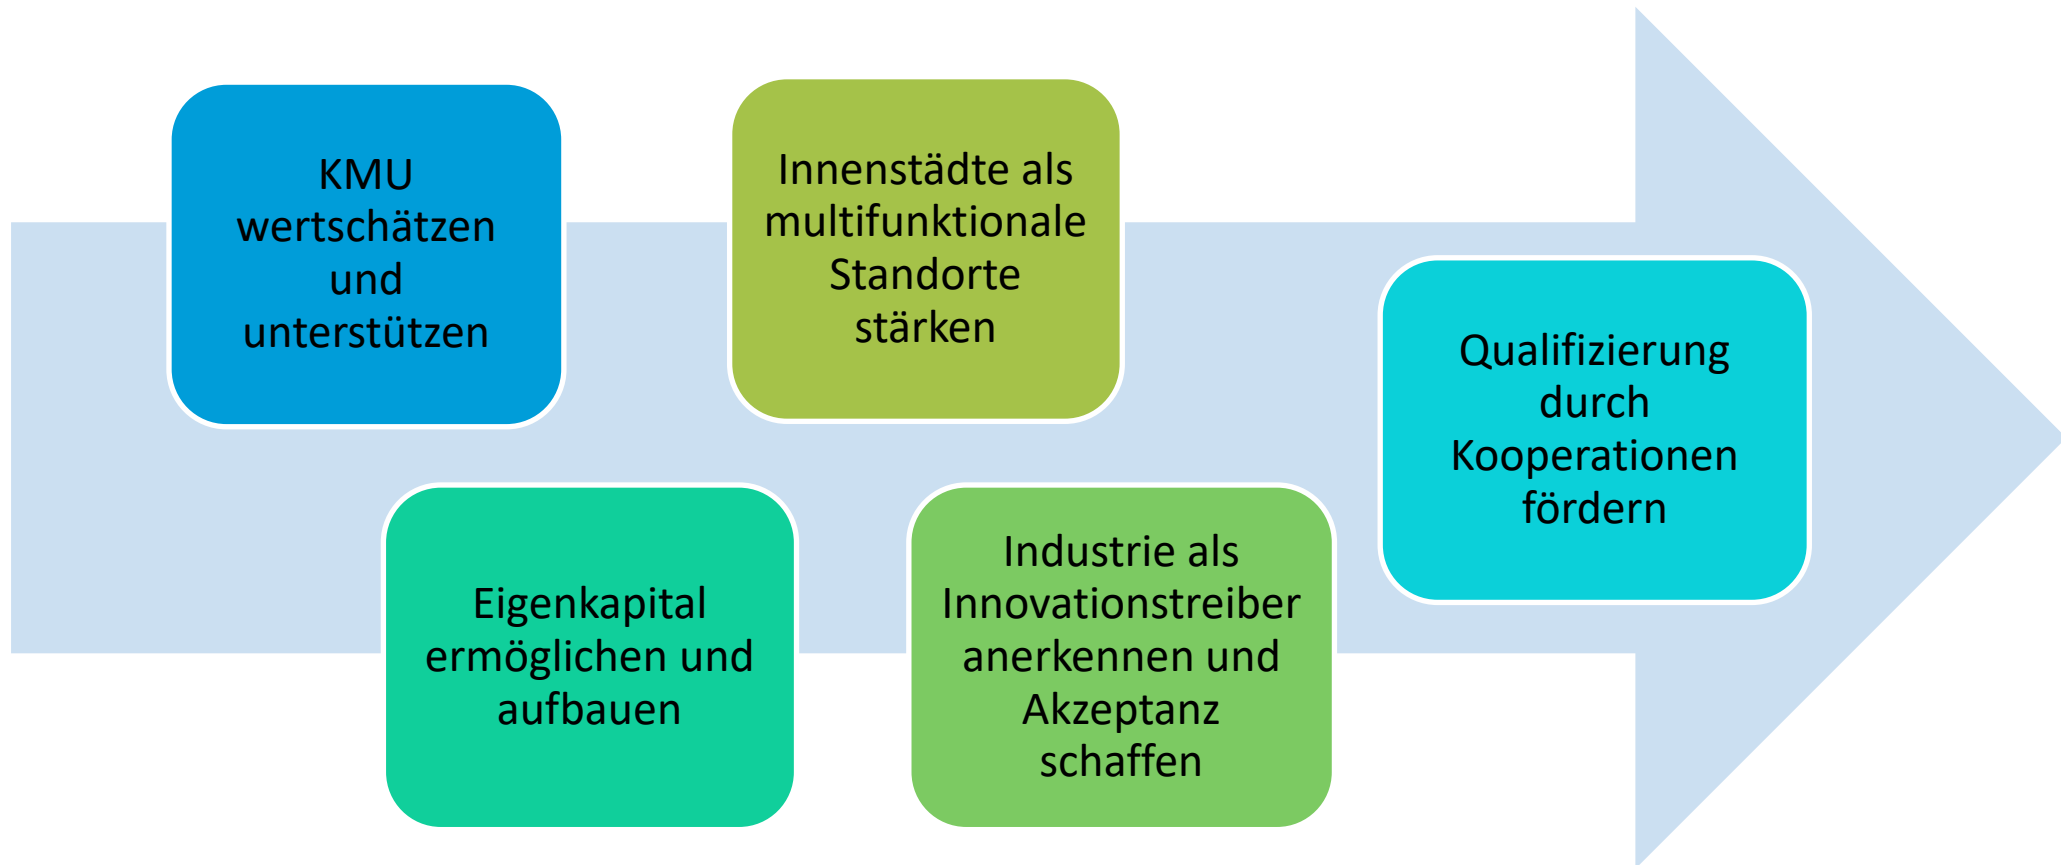 KMU
wertschätzen
und
unterstützen
Eigenkapital
ermöglichen und
aufbauen
Innenstädte als
multifunktionale
Standorte
stärken
Industrie als
Innovationstreiber
anerkennen und
Akzeptanz
schaffen
Qualifizierung
durch
Kooperationen
fördern